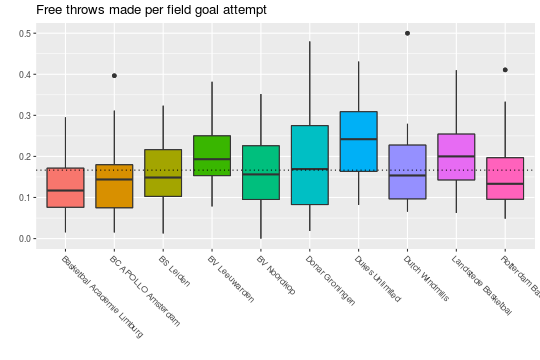 Free throws made per field goal attempt
0.5
0.4
0.3
0.2
0.1
0.0
Basketbal Academie Limburg
BC APOLLO Amsterdam
BS Leiden
BV Leeuwarden
BV Noordkop
Donar Groningen
Dukes Unlimited
Dutch Windmills
Landstede Basketbal
Rotterdam Bas